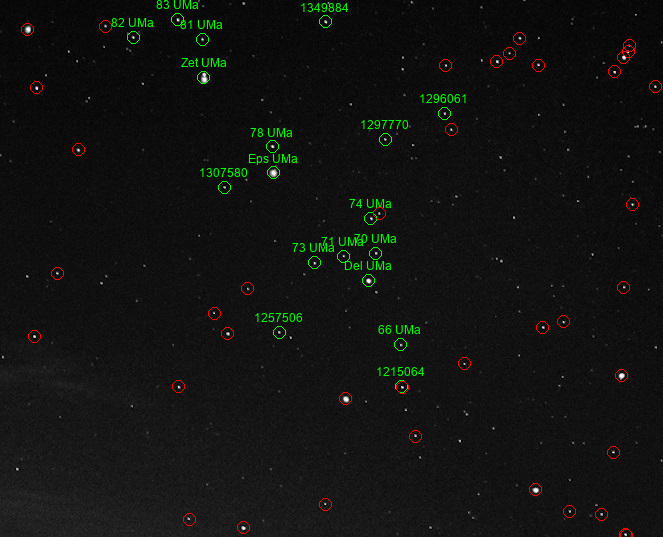 83 UMa
1349884
82 UMa
81 UMa
Zet UMa
1296061
1297770
78 UMa
Eps UMa
1307580
74 UMa
70 UMa
71 UMa
73 UMa
Del UMa
1257506
66 UMa
1215064